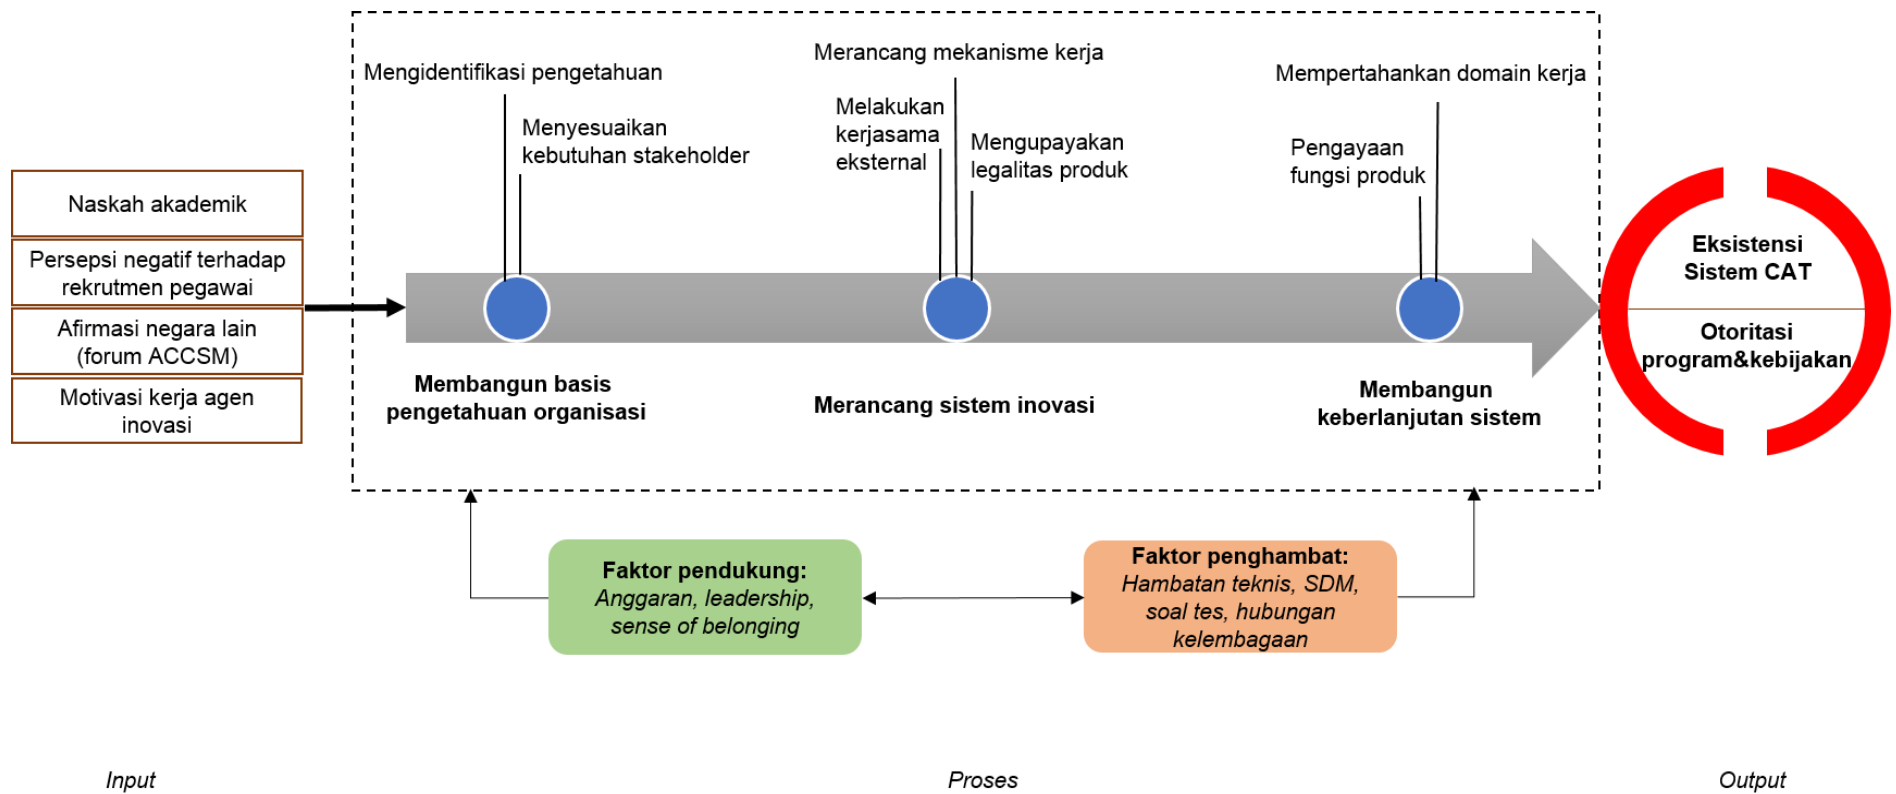 Naskah akademik
Persepsi negatif terhadap
rekrutmen pegawai
Afirmasi negara lain
(forum ACCSM)
Motivasi kerja agen
inovasi
Mengidentifikasi pengetahuan
Menyesuaikan
kebutuhan stakeholder
Membangun basis
pengetahuan organisasi
Merancang mekanisme kerja
Melakukan
kerjasama
eksternal
Mengupayakan
legalitas produk
Merancang sistem inovasi
Mempertahankan domain kerja
Pengayaan
fungsi produk
Membangun
keberlanjutan sistem
Eksistensi
Sistem CAT
Otoritasi
program&kebijakan
Faktor pendukung:
Anggaran, leadership,
sense of belonging
Faktor penghambat:
Hambatan teknis, SDM,
soal tes, hubungan
kelembagaan
Input
Proses
Output